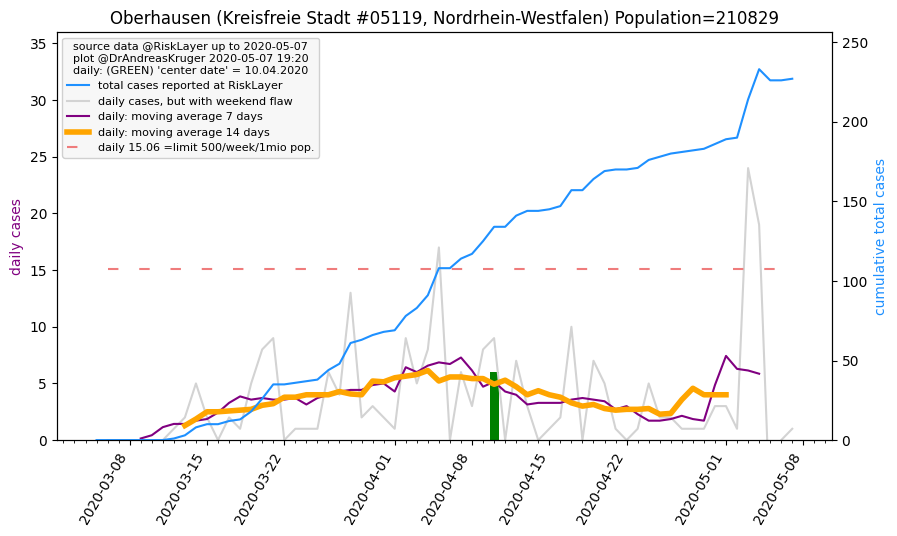 Oberhausen (Kreisfreie Stadt #05119, Nordrhein-Westfalen) Population=210829
source data @RiskLayer up to 2020-05-07
plot @DrAndreasKruger 2020-05-07 19:20
daily: (GREEN) 'center date' = 10.04.2020
total cases reported at RiskLayer
daily cases, but with weekend flaw
daily: moving average 7 days
daily: moving average 14 days
daily 15.06 =limit 500/week/1mio pop.
daily cases
35
30
25
20
15
10
5
0
cumulative total cases
250
200
150
100
50
0
2020-03-08
2020-03-15
2020-03-22
2020-04-01
2020-04-08
2020-04-15
2020-04-22
2020-05-01
2020-05-08